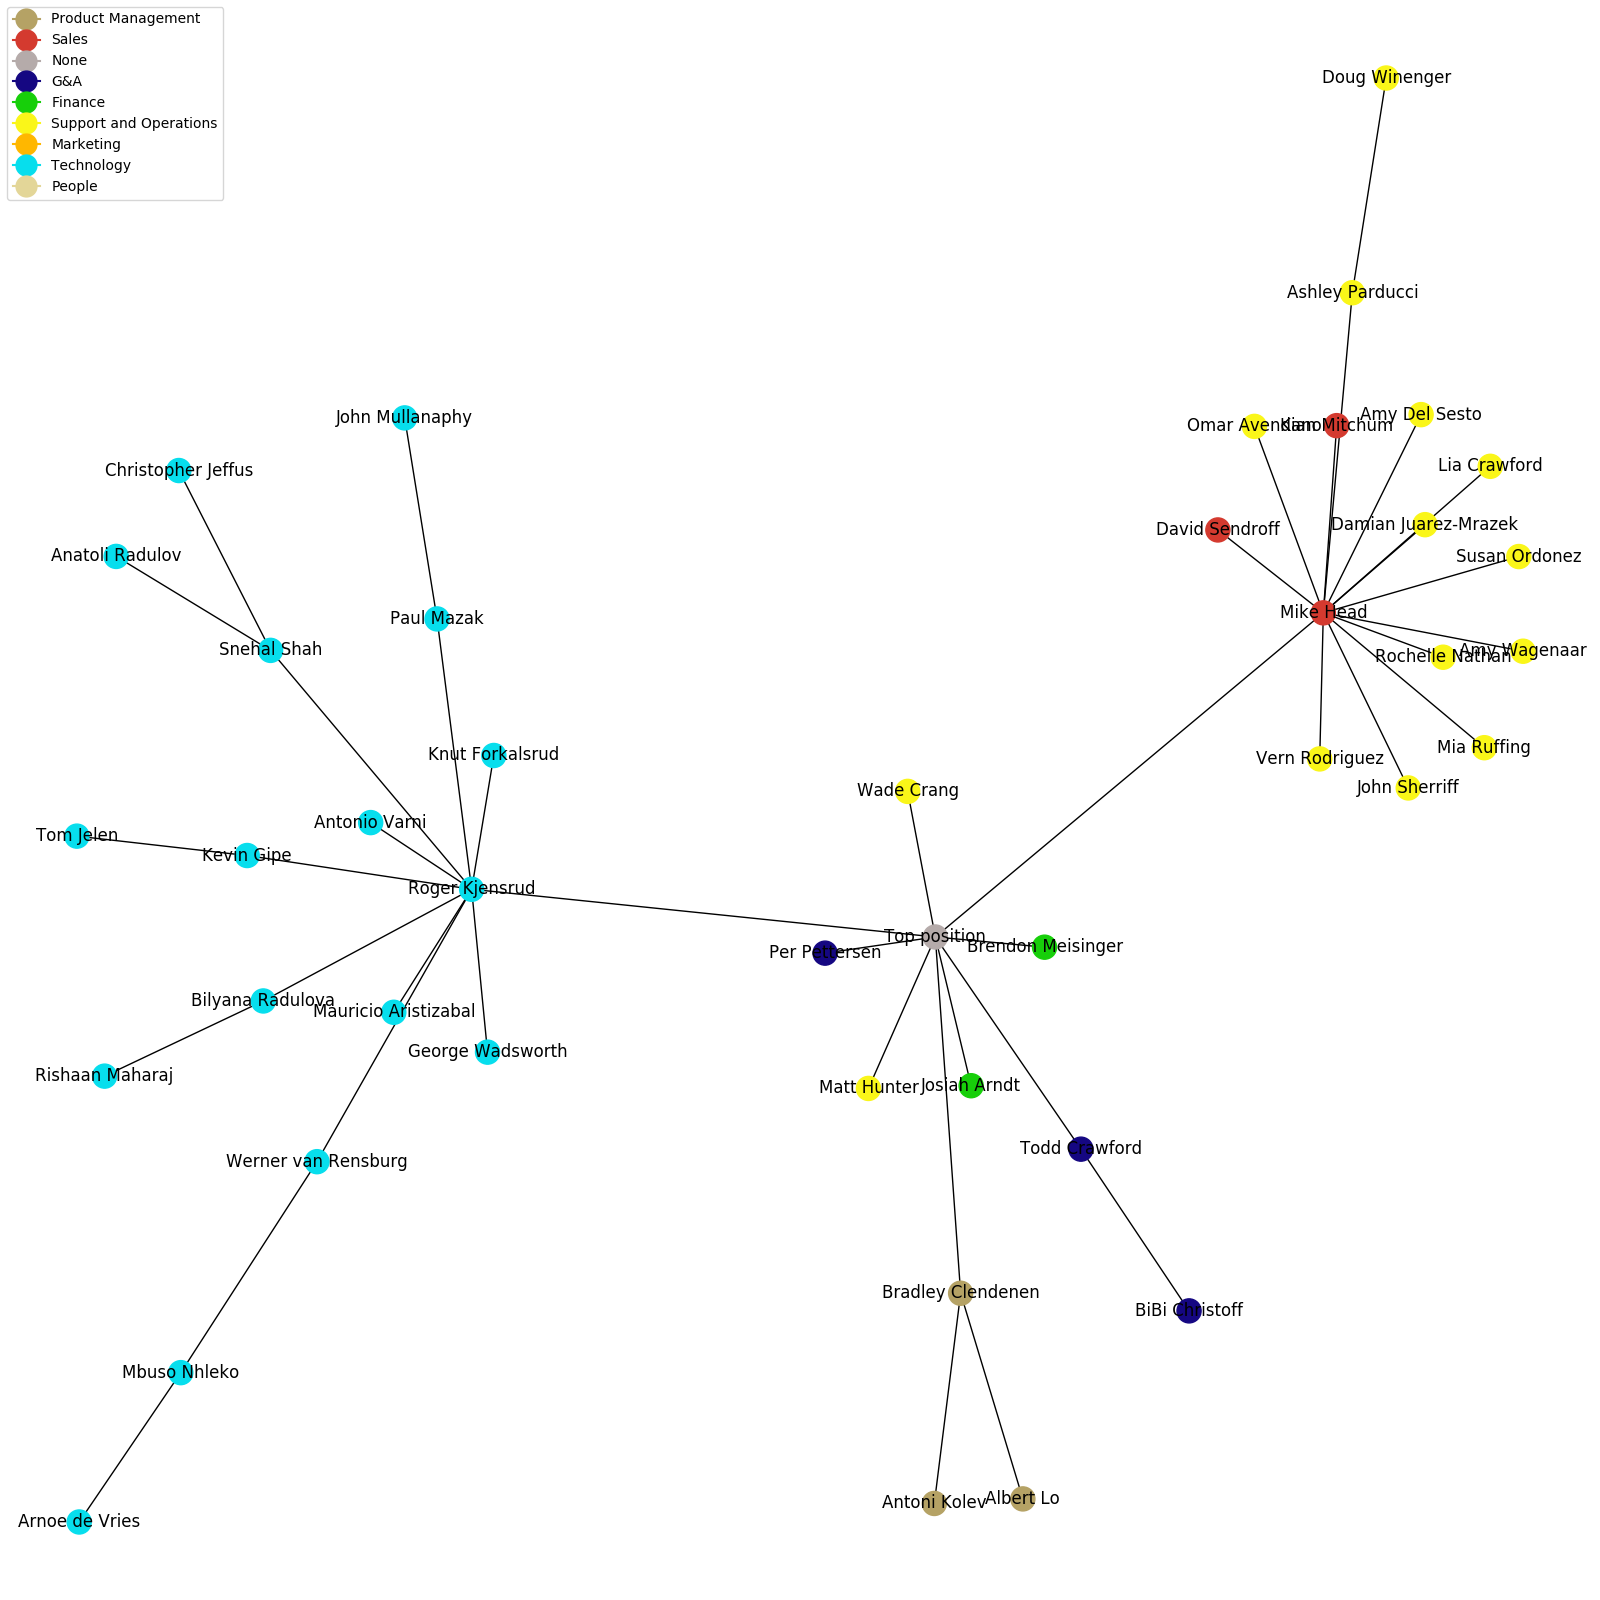 Product Management
Sales
None
G&A
Finance
Support and Operations
Marketing
Technology
People
Doug Winenger
Ashley Parducci
John Mullanaphy
Omar Avendano
Kian Mitchum
Amy Del Sesto
Christopher Jeffus
Lia Crawford
David Sendroff
Damian Juarez-Mrazek
Anatoli Radulov
Susan Ordonez
Paul Mazak
Mike Head
Snehal Shah
Rochelle Nathan
Amy Wagenaar
Knut Forkalsrud
Vern Rodriguez
Mia Ruffing
Wade Crang
John Sherriff
Antonio Varni
Tom Jelen
Kevin Gipe
Roger Kjensrud
Top position
Per Pettersen
Brendon Meisinger
Bilyana Radulova
Mauricio Aristizabal
George Wadsworth
Rishaan Maharaj
Matt Hunter
Josiah Arndt
Todd Crawford
Werner van Rensburg
Bradley Clendenen
BiBi Christoff
Mbuso Nhleko
Antoni Kolev
Albert Lo
Arnoe de Vries